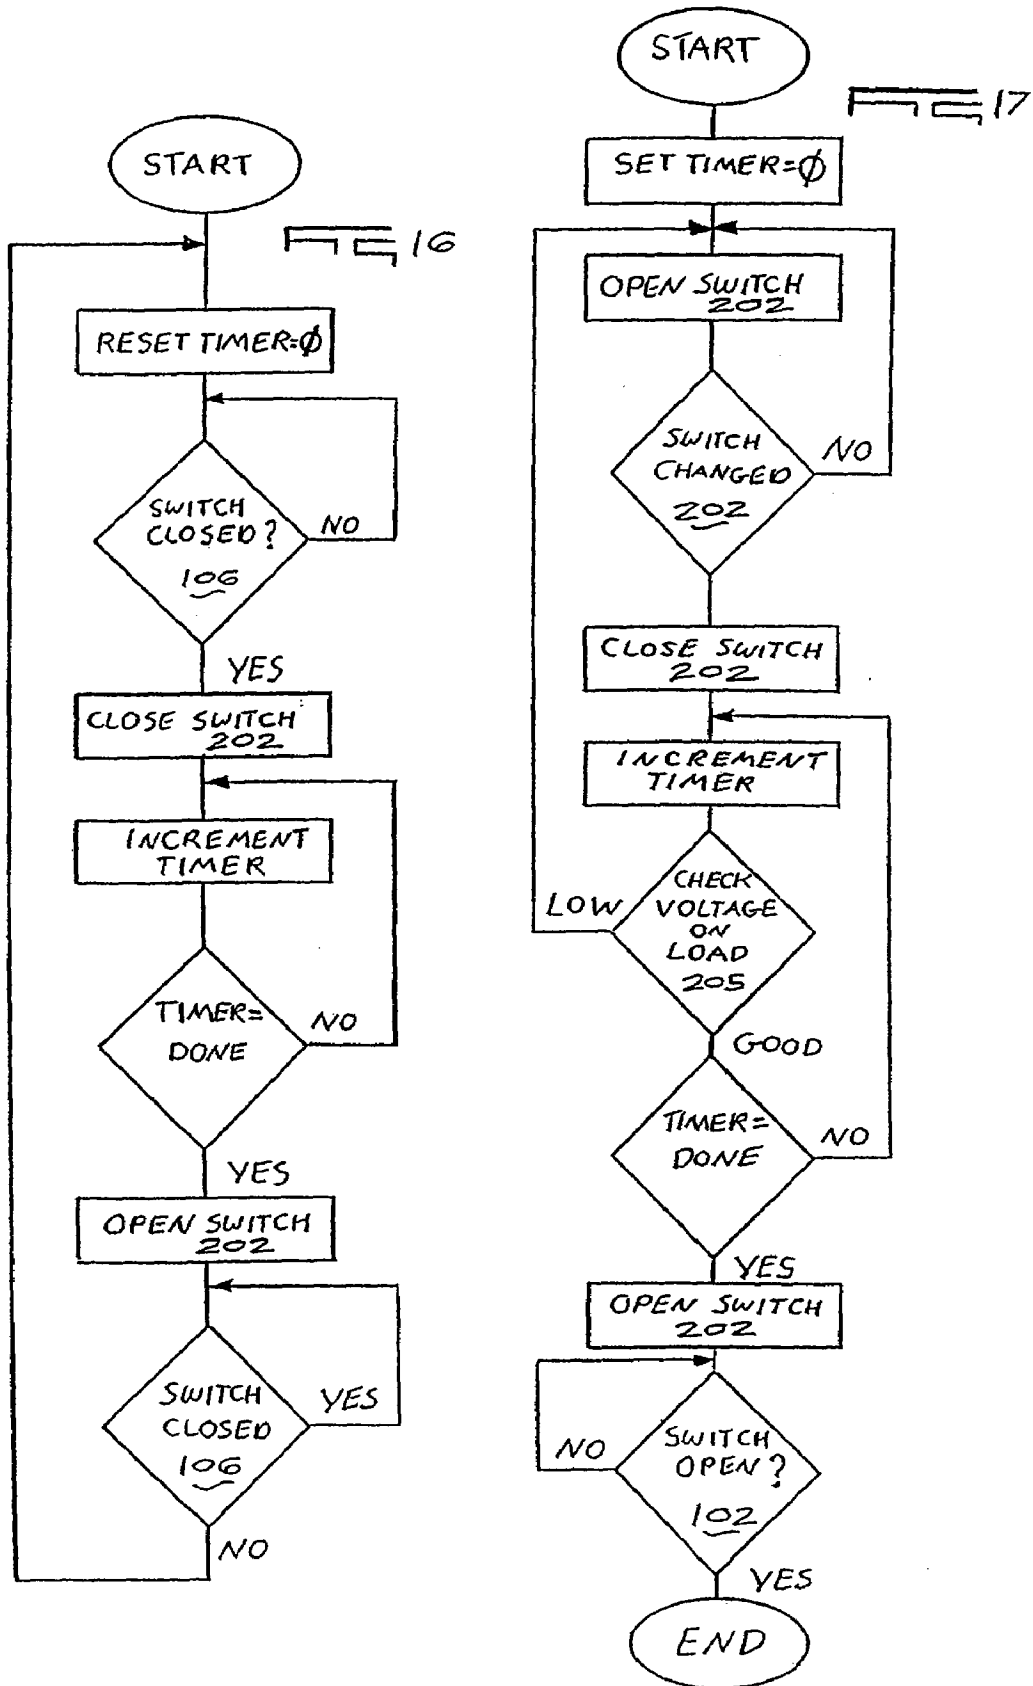 START
FIG 16
RESET TIMER=Ø
SWITCH
CLOSED?
106
NO
YES
CLOSE SWITCH
202
INCREMENT
TIMER
TIMER=
DONE
NO
YES
OPEN SWITCH
202
SWITCH
CLOSED
106
YES
NO
START
FIG 17
SET TIMER=Ø
OPEN SWITCH
202
SWITCH
CHANGED
202
NO
CLOSE SWITCH
202
INCREMENT
TIMER
CHECK
VOLTAGE
ON
LOAD
205
LOW
GOOD
TIMER=
DONE
NO
YES
OPEN SWITCH
202
SWITCH
OPEN?
102
NO
YES
END